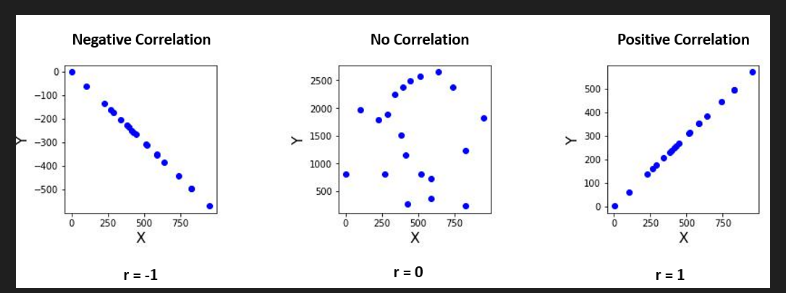 Negative Correlation
0
−100
−200
−300
−400
−500
Y
0 250 500 750
X
r = -1
No Correlation
2500
2000
1500
1000
500
Y
0 250 500 750
X
r = 0
Positive Correlation
500
400
300
200
100
0
Y
0 250 500 750
X
r = 1